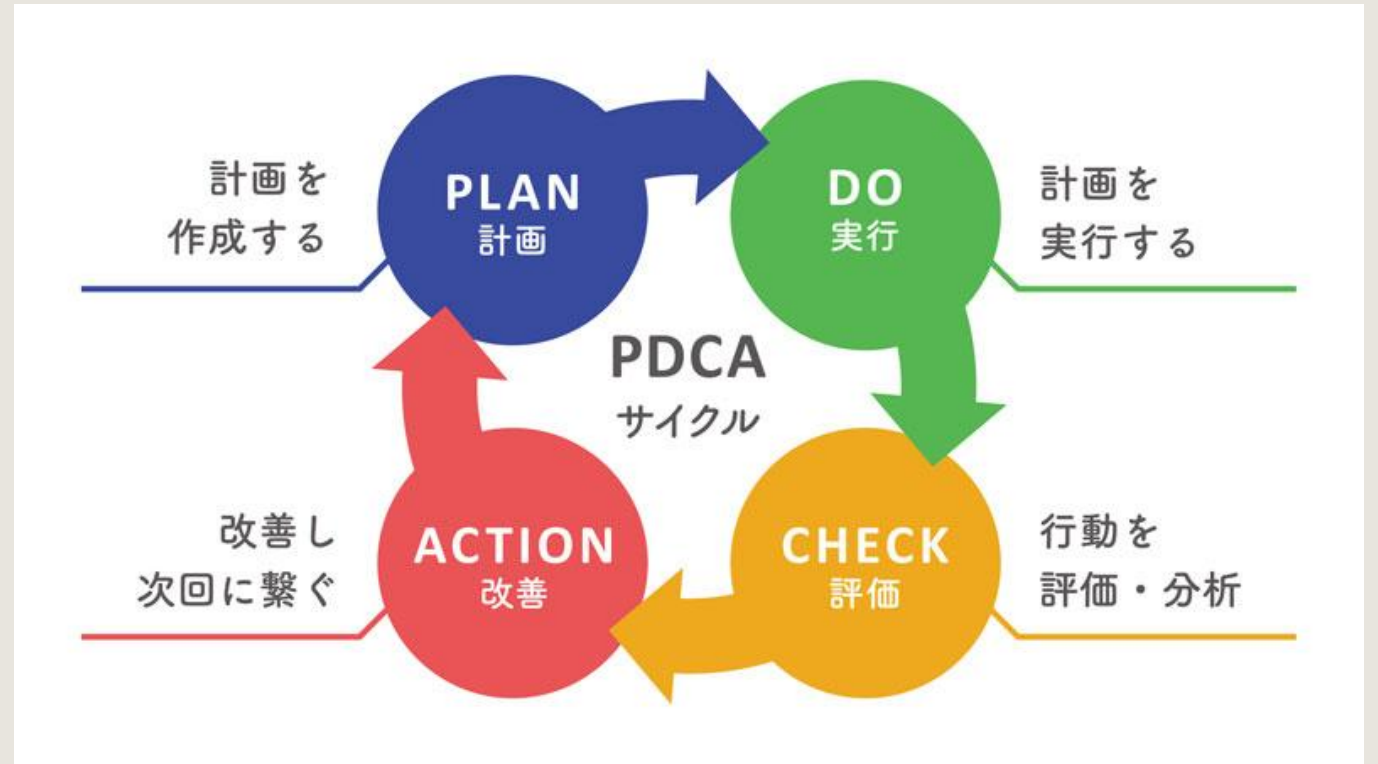 計画を
作成する
PLAN
計画
DO
実行
計画を
実行する
PDCA
サイクル
改善し
次回に繋ぐ
ACTION
改善
CHECK
評価
行動を
評価・分析